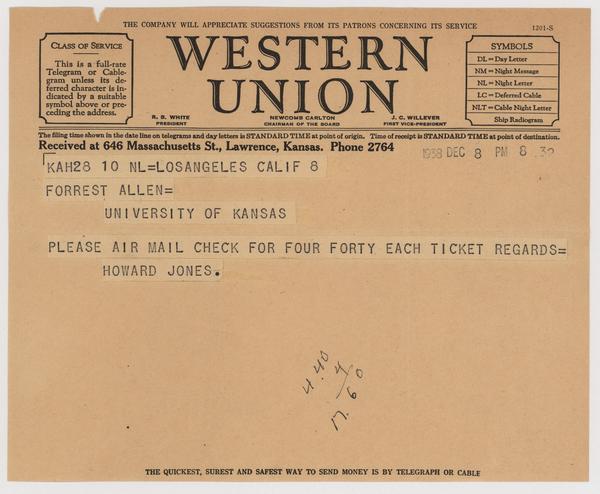 THE COMPANY WILL APPRECIATE SUGGESTIONS FROM ITS PATRONS CONCERNING ITS SERVICE
1201-S
CLASS OF SERVICE
This is a full-rate
Telegram or Cable-
gram unless its de-
ferred character is in-
dicated by a suitable
symbol above or pre-
ceding the address.
WESTERN
UNION
R. B. WHITE
PRESIDENT
NEWCOMB CARLTON
CHAIRMAN OF THE BOARD
J. C. WILLEVER
FIRST VICE-PRESIDENT
SYMBOLS
DL = Day Letter
NM = Night Message
NL = Night Letter
LC = Deferred Cable
NLT = Cable Night Letter
Ship Radiogram
The filing time shown in the date line on telegrams and day letters is STANDARD TIME at point of origin. Time of receipt is STANDARD TIME at point of destination.
Received at 646 Massachusetts St., Lawrence, Kansas. Phone 2764
1938 DEC 8 PM 8 32
KAH28 10 NL=LOSANGELES CALIF 8
FORREST ALLEN=
UNIVERSITY OF KANSAS
PLEASE AIR MAIL CHECK FOR FOUR FORTY EACH TICKET REGARDS=
HOWARD JONES.
4.40
4
17.60
THE QUICKEST, SUREST AND SAFEST WAY TO SEND MONEY IS BY TELEGRAPH OR CABLE